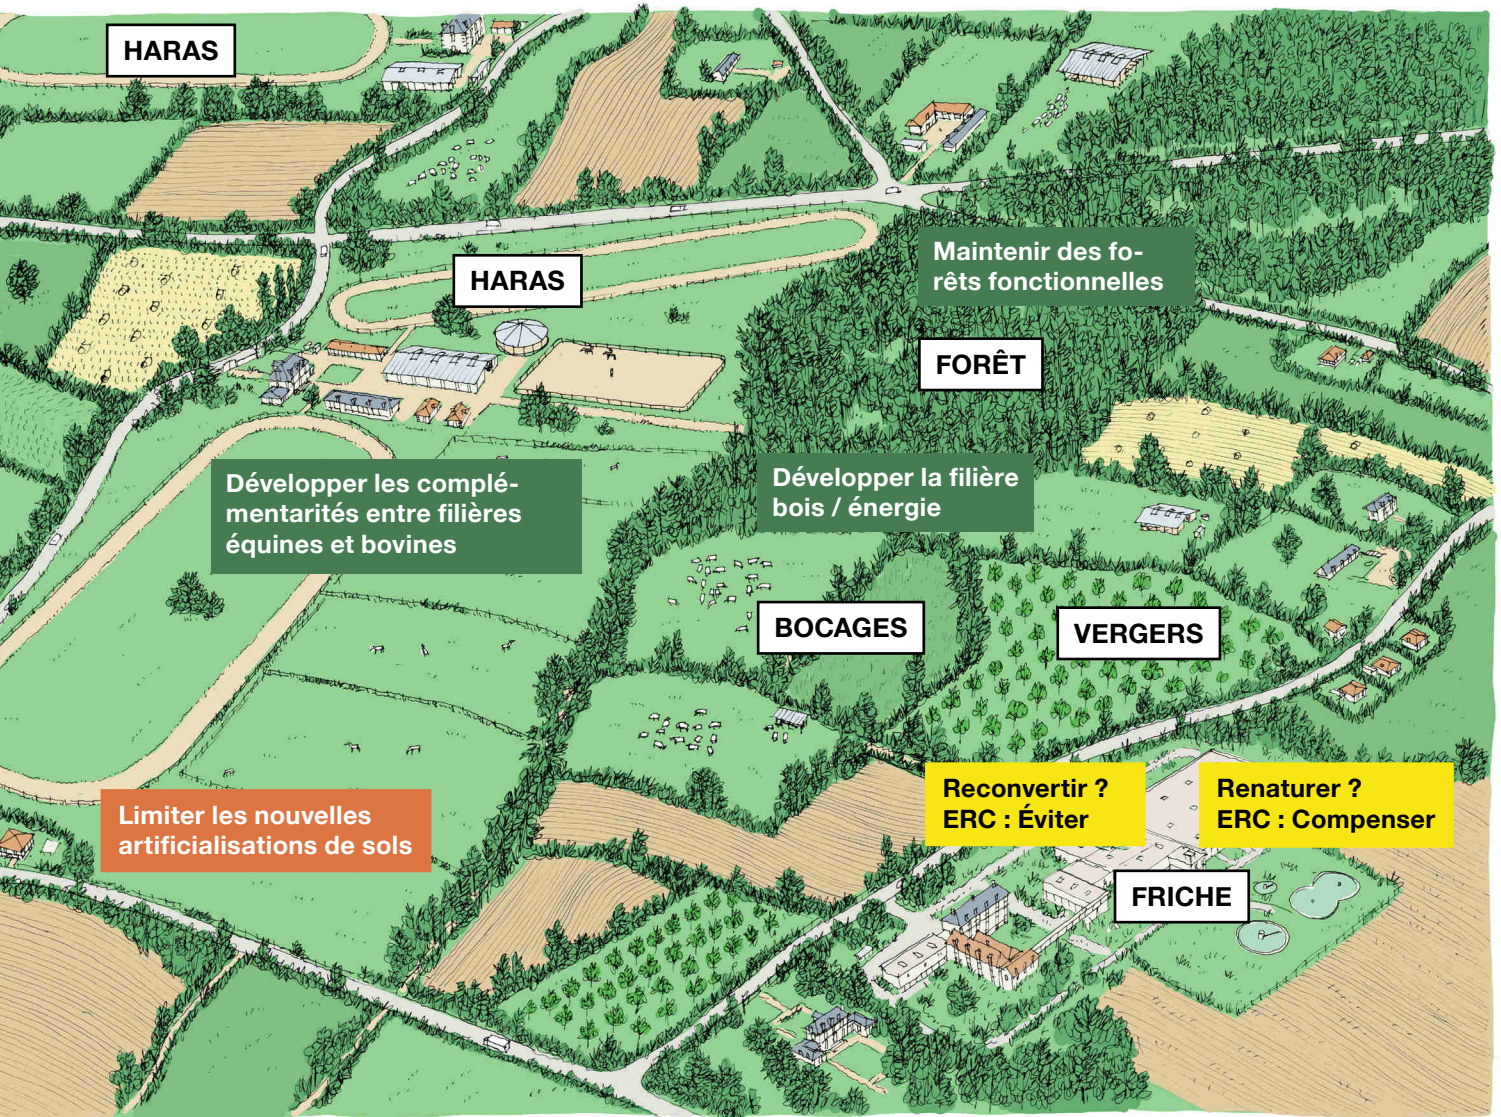 HARAS
Maintenir des fo-
rêts fonctionnelles
HARAS
FORÊT
Développer les complé-
mentarités entre filières
équines et bovines
Développer la filière
bois / énergie
BOCAGES
VERGERS
Limiter les nouvelles
artificialisations de sols
Reconvertir ?
ERC : Éviter
Renaturer ?
ERC : Compenser
FRICHE